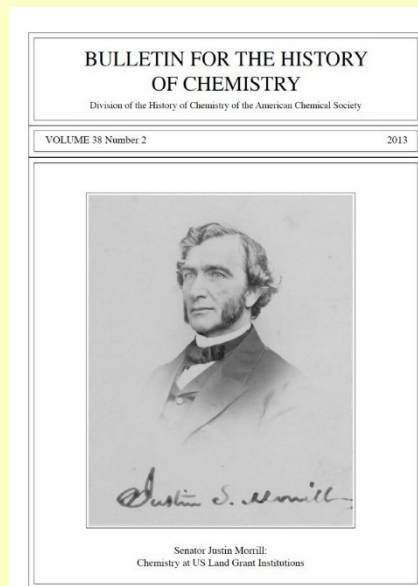 BULLETIN FOR THE HISTORY
OF CHEMISTRY
Division of the History of Chemistry of the American Chemical Society
VOLUME 38 Number 2 2013
Justin S. Morrill
Senator Justin Morrill:
Chemistry at US Land Grant Institutions